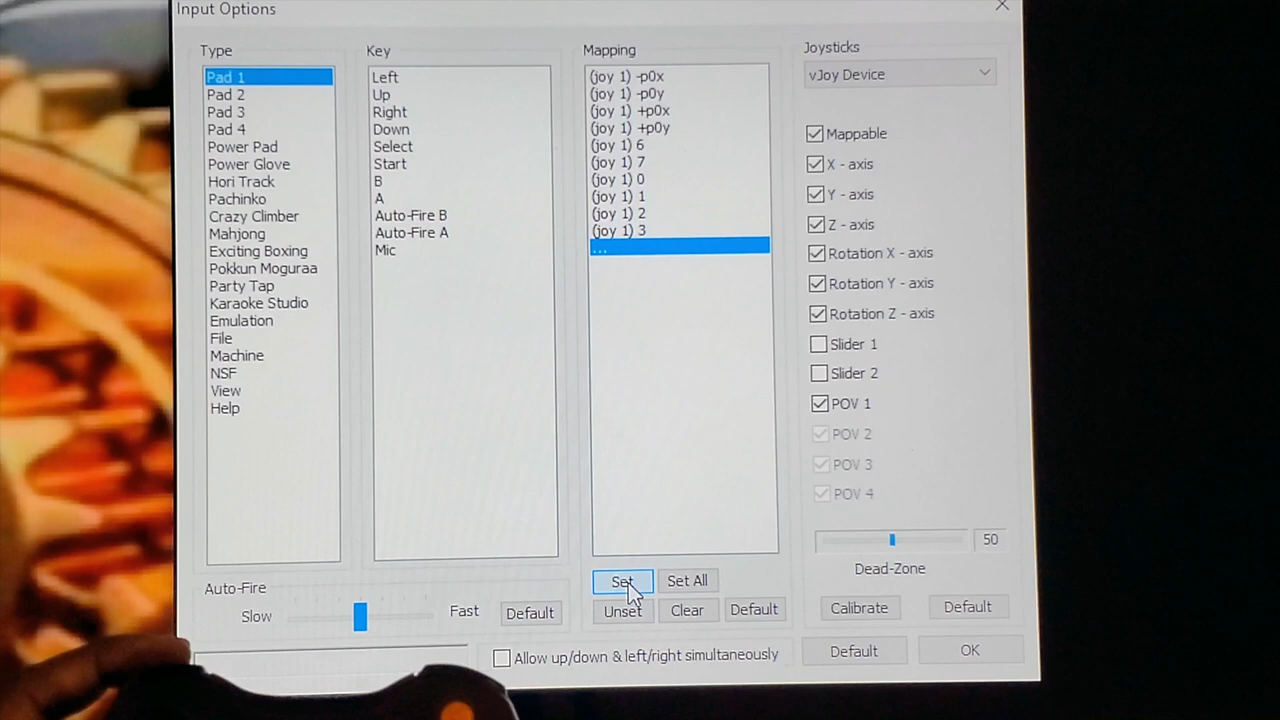 Input Options
Type
Pad 1
Pad 2
Pad 3
Pad 4
Power Pad
Power Glove
Hori Track
Pachinko
Crazy Climber
Mahjong
Exciting Boxing
Pokkun Moguraa
Party Tap
Karaoke Studio
Emulation
File
Machine
NSF
View
Help
Key
Left
Up
Right
Down
Select
Start
B
A
Auto-Fire B
Auto-Fire A
Mic
Mapping
(joy 1) -p0x
(joy 1) -p0y
(joy 1) +p0x
(joy 1) +p0y
(joy 1) 6
(joy 1) 7
(joy 1) 0
(joy 1) 1
(joy 1) 2
(joy 1) 3
...
Set
Set All
Unset
Clear
Default
Joysticks
vJoy Device
Mappable
X - axis
Y - axis
Z - axis
Rotation X - axis
Rotation Y - axis
Rotation Z - axis
Slider 1
Slider 2
POV 1
POV 2
POV 3
POV 4
50
Dead-Zone
Calibrate
Default
Auto-Fire
Slow
Fast
Default
Allow up/down & left/right simultaneously
Default
OK